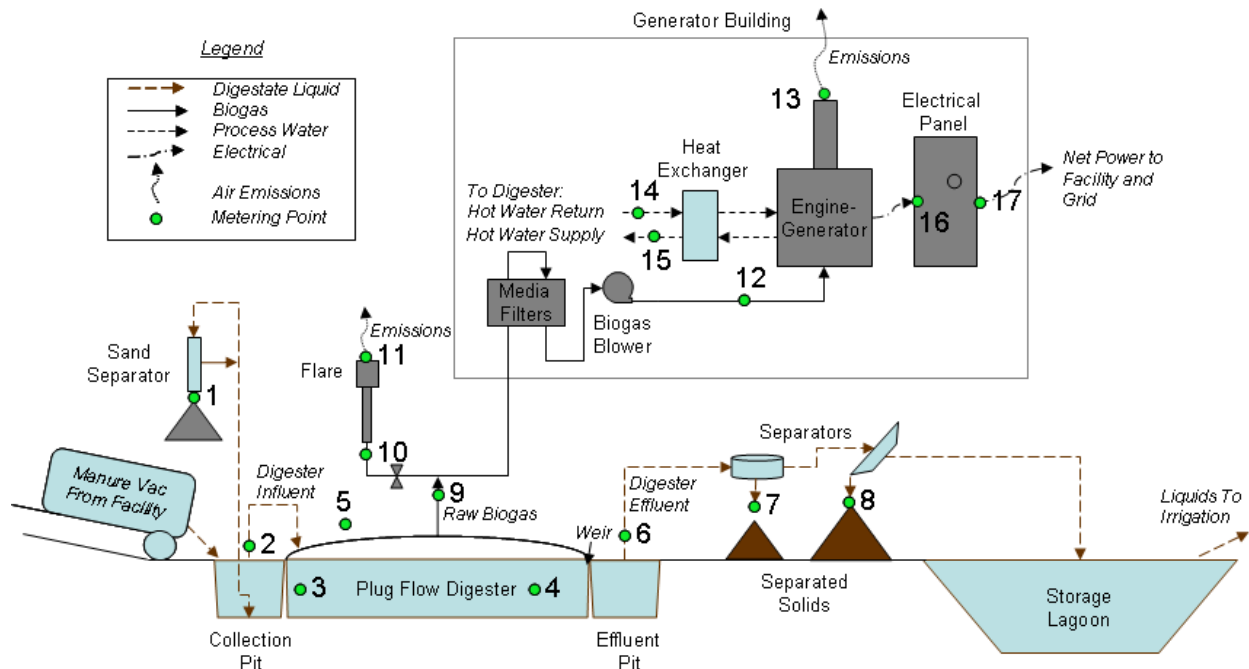 Generator Building
Legend
Digestate Liquid
Biogas
Process Water
Electrical
Air Emissions
Metering Point
Emissions
13
Electrical
Panel
Heat
Exchanger
To Digester:
Hot Water Return
Hot Water Supply
14
15
Engine-
Generator
16
17
Net Power to
Facility and
Grid
Media
Filters
12
Biogas
Blower
Sand
Separator
1
Emissions
11
Flare
10
Manure Vac
From Facility
Digester
Influent
2
5
9
Raw Biogas
Weir
Digester
Effluent
6
Separators
7
8
Liquids To
Irrigation
3
Plug Flow Digester
4
Separated
Solids
Storage
Lagoon
Collection
Pit
Effluent
Pit